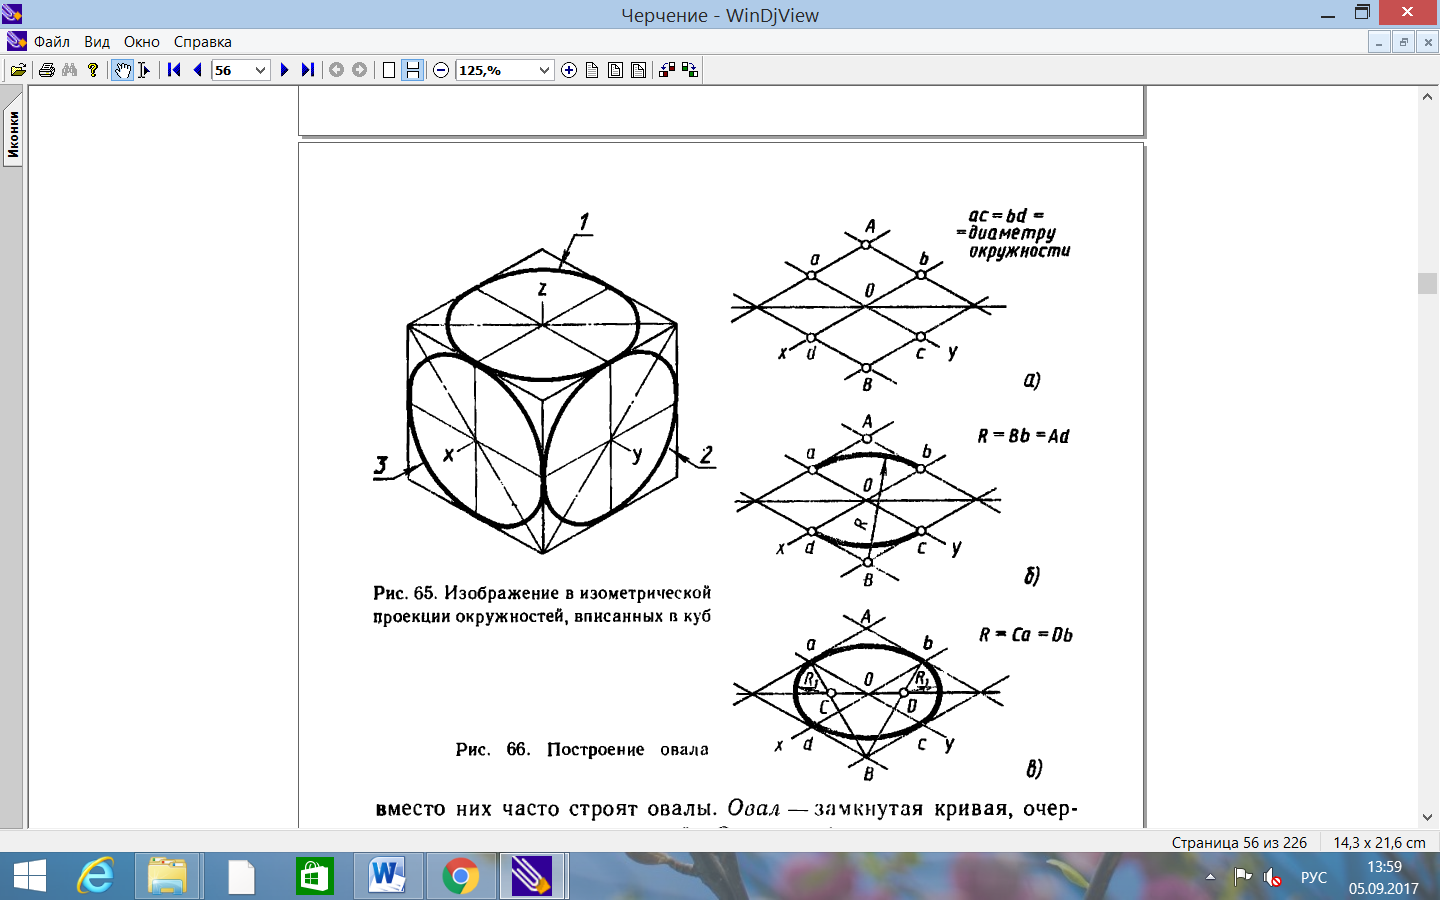 Черчение - WinDjView
Файл Вид Окно Справка
56
125,%
Иконки
1
z
x
y
3
2
Рис. 65. Изображение в изометрической
проекции окружностей, вписанных в куб
A
a
b
O
x
d
c
y
B
ac = bd =
= диаметру
окружности
а)
A
a
b
O
R
x
d
c
y
B
R = Bb = Ad
б)
A
a
b
R₁
O
R₁
C
D
x
d
c
y
B
R = Ca = Db
в)
Рис. 66. Построение овала
вместо них часто строят овалы. Овал — замкнутая кривая, очер-
Страница 56 из 226
14,3 x 21,6 cm
РУС
13:59
05.09.2017